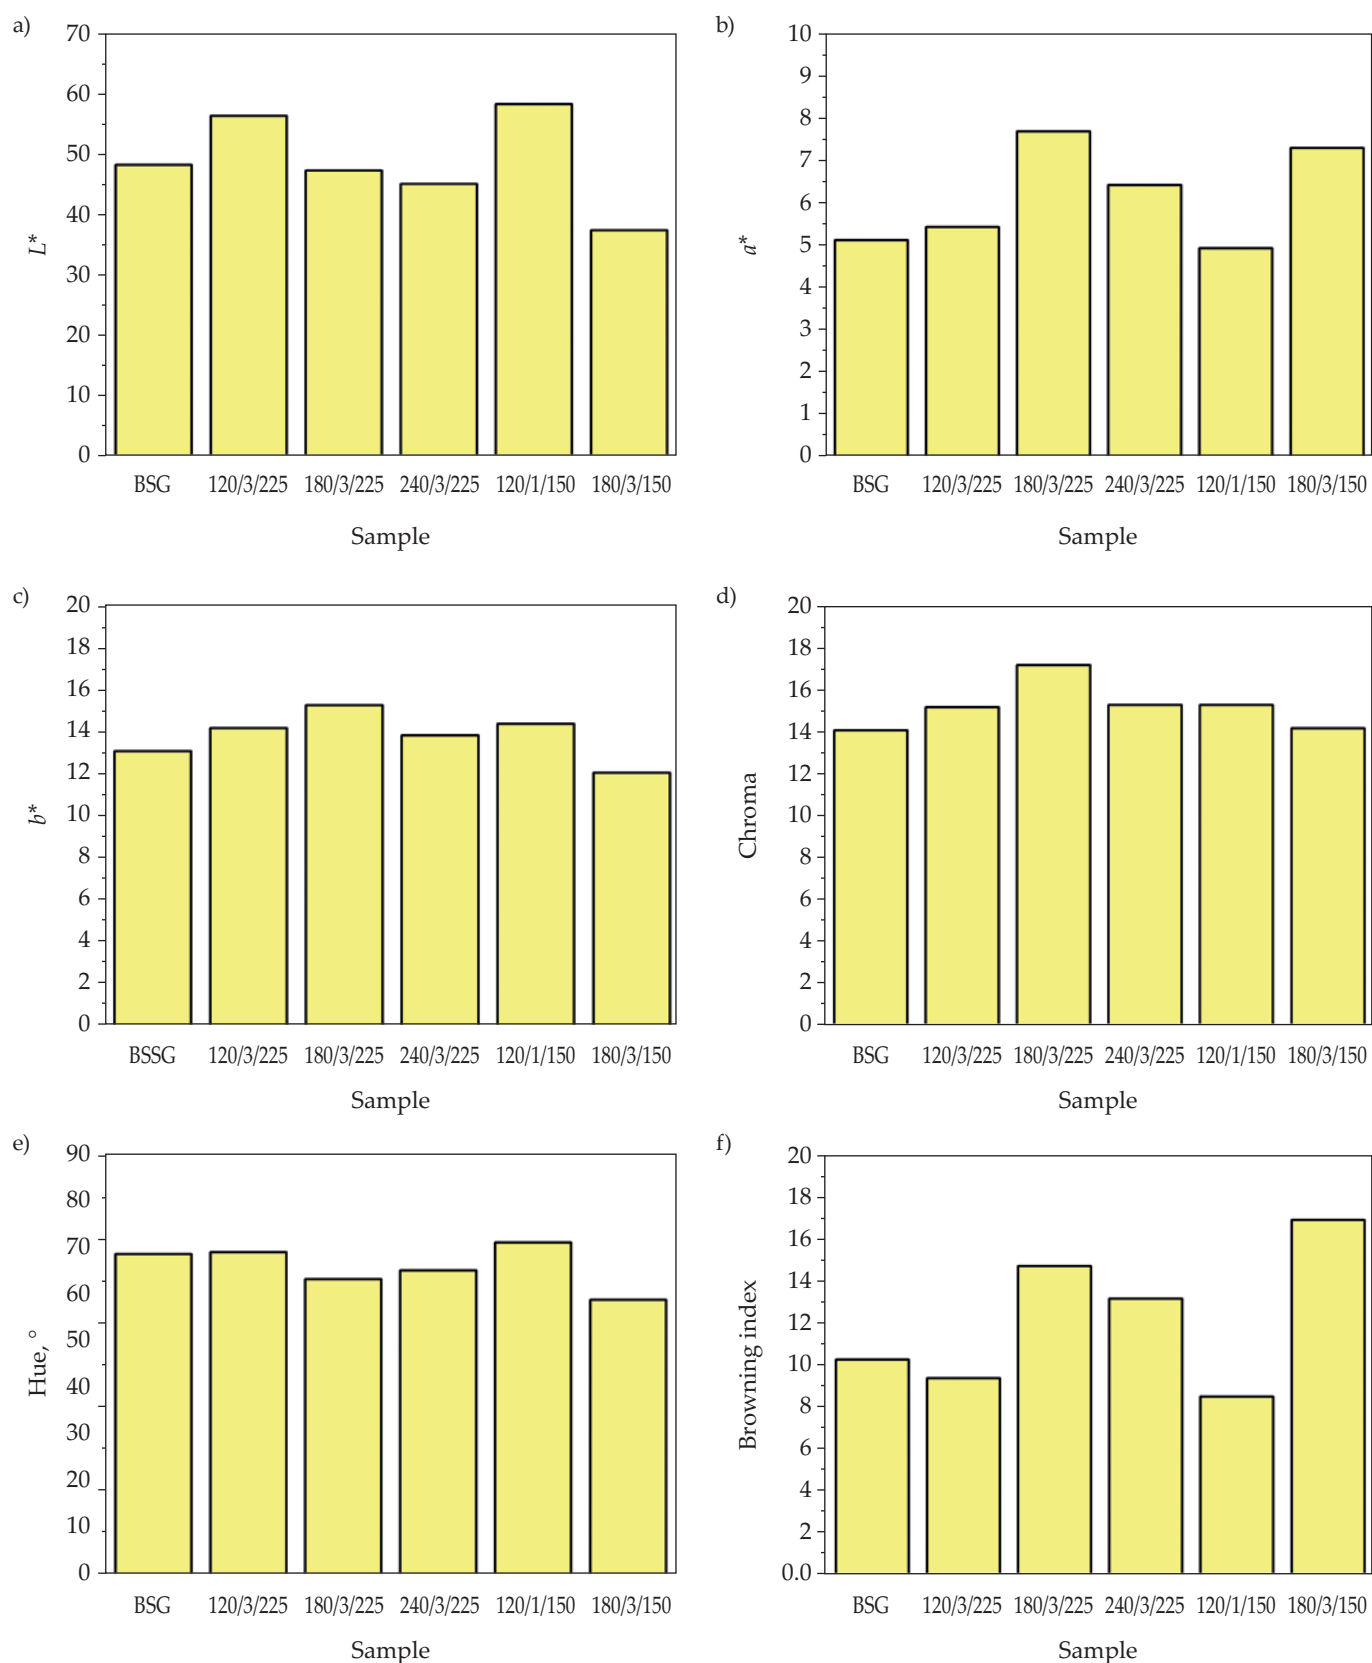 a)
70
60
50
40
30
20
10
0
L*
BSG 120/3/225 180/3/225 240/3/225 120/1/150 180/3/150
Sample
b)
10
9
8
7
6
5
4
3
2
1
0
a*
BSG 120/3/225 180/3/225 240/3/225 120/1/150 180/3/150
Sample
c)
20
18
16
14
12
10
8
6
4
2
0
b*
BSSG 120/3/225 180/3/225 240/3/225 120/1/150 180/3/150
Sample
d)
20
18
16
14
12
10
8
6
4
2
0
Chroma
BSG 120/3/225 180/3/225 240/3/225 120/1/150 180/3/150
Sample
e)
90
80
70
60
50
40
30
20
10
0
Hue, °
BSG 120/3/225 180/3/225 240/3/225 120/1/150 180/3/150
Sample
f)
20
18
16
14
12
10
8
6
4
2
0.0
Browning index
BSG 120/3/225 180/3/225 240/3/225 120/1/150 180/3/150
Sample